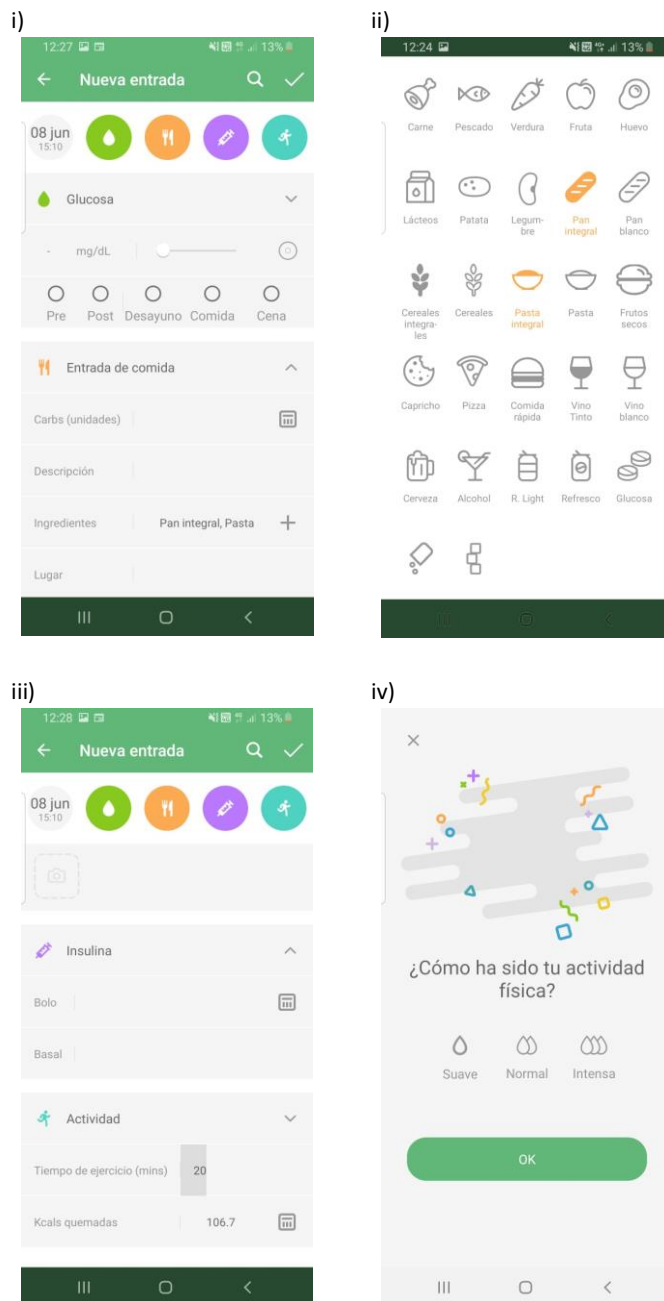 i)
12:27 13%
Nueva entrada
08 jun
15:10
Glucosa
- mg/dL
Pre Post Desayuno Comida Cena
Entrada de comida
Carbs (unidades)
Descripción
Ingredientes Pan integral, Pasta
Lugar
ii)
12:24 13%
Carne Pescado Verdura Fruta Huevo
Lácteos Patata Legum-
bre Pan
integral Pan
blanco
Cereales
integra-
les Cereales Pasta
integral Pasta Frutos
secos
Capricho Pizza Comida
rápida Vino
Tinto Vino
blanco
Cerveza Alcohol R. Light Refresco Glucosa
iii)
12:28 13%
Nueva entrada
08 jun
15:10
Insulina
Bolo
Basal
Actividad
Tiempo de ejercicio (mins) 20
Kcals quemadas 106.7
iv)
¿Cómo ha sido tu actividad
física?
Suave Normal Intensa
OK